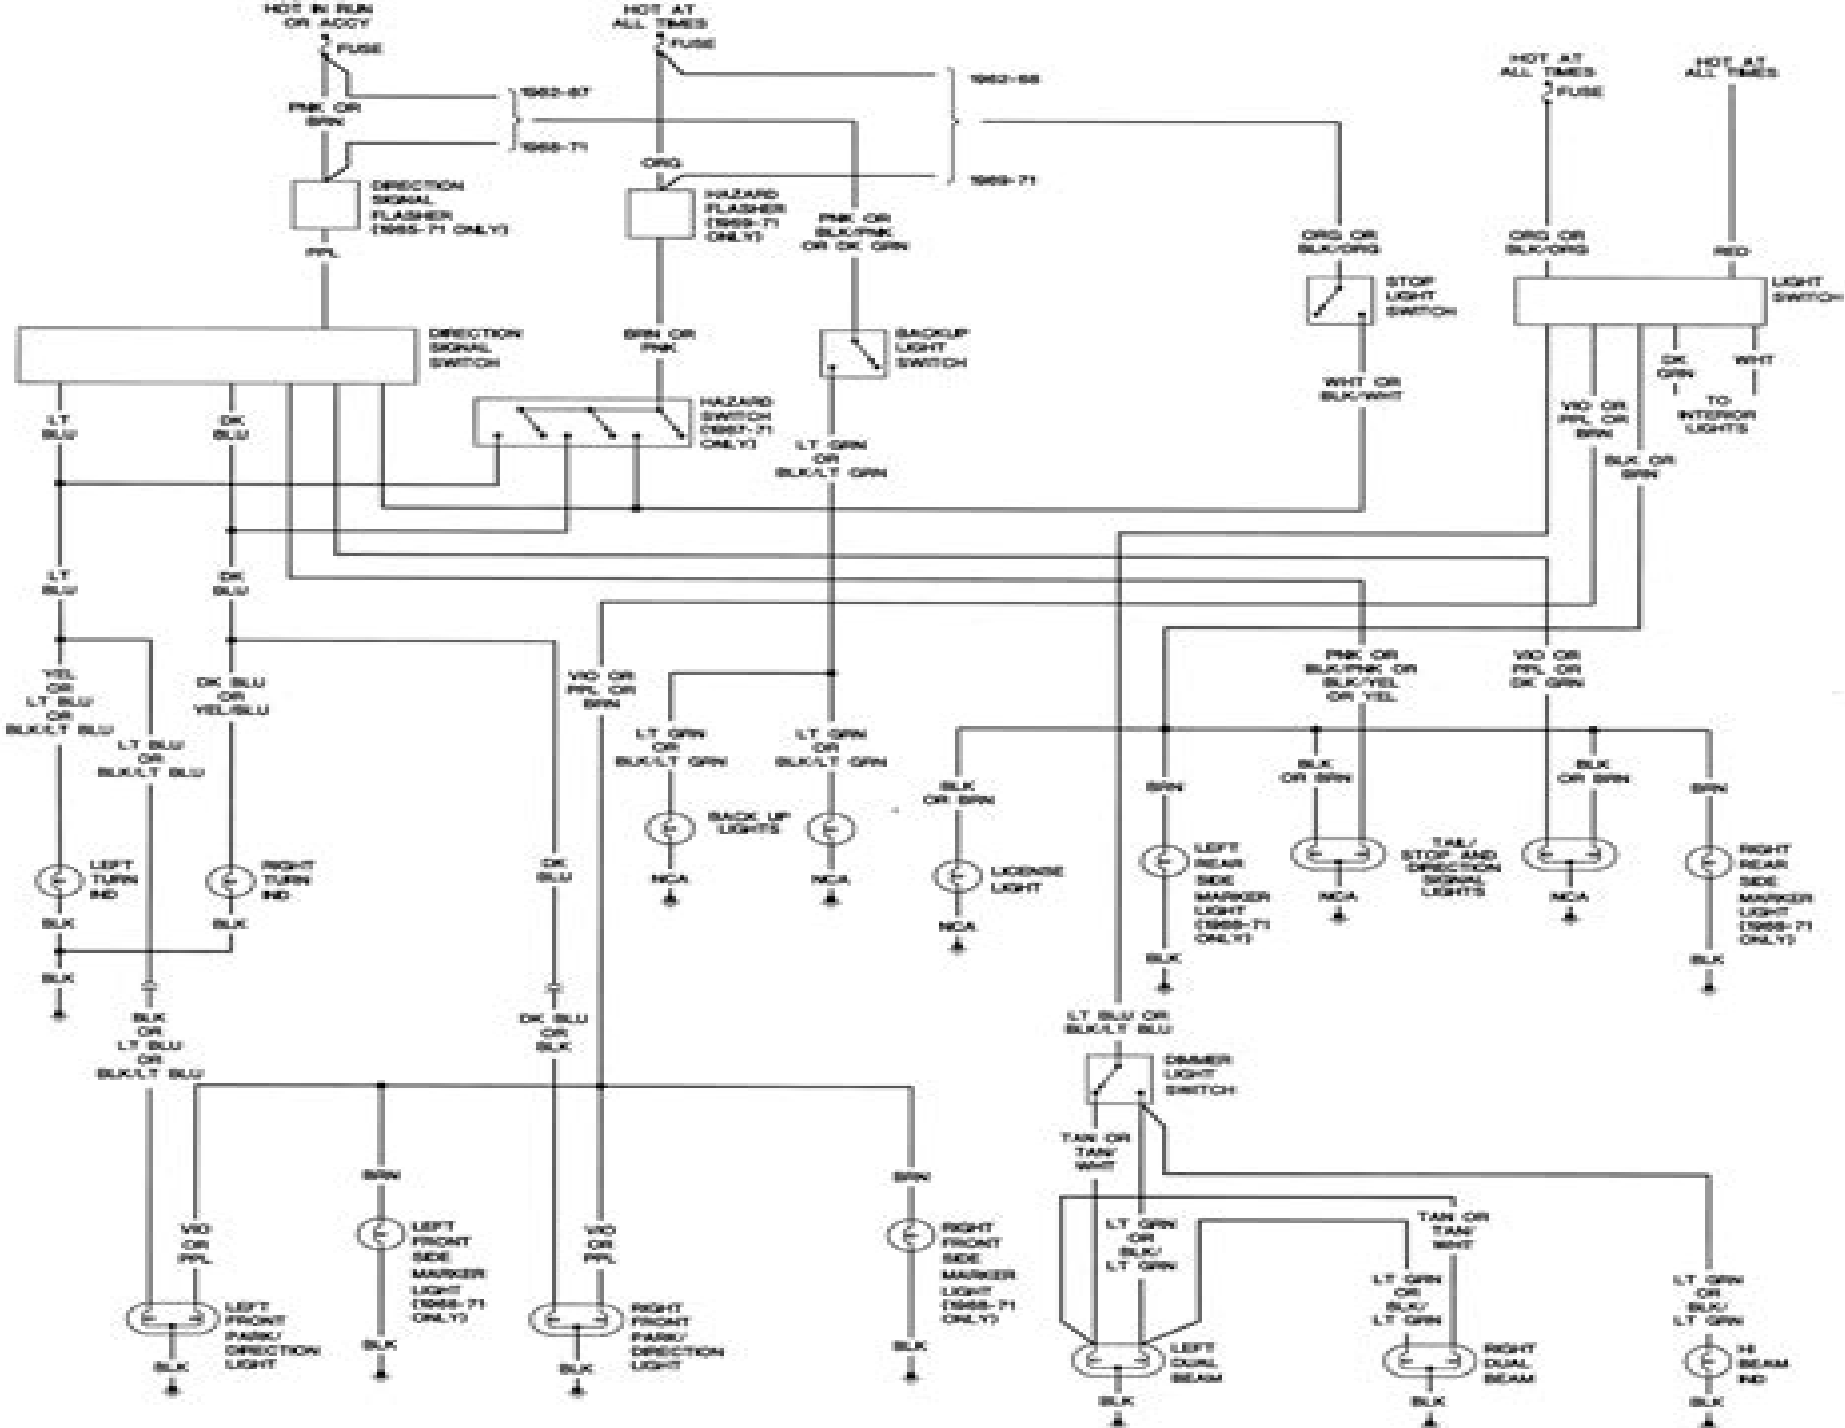 HOT IN RUN
OR ACCY
FUSE
HOT AT
ALL TIMES
FUSE
HOT AT
ALL TIMES
FUSE
HOT AT
ALL TIMES
1962-67
1968-71
1962-68
1969-71
PNK OR
BRN
ORG
DIRECTION
SIGNAL
FLASHER
(1965-71 ONLY)
HAZARD
FLASHER
(1969-71
ONLY)
PNK OR
BLK/PNK
OR DK GRN
ORG OR
BLK/ORG
ORG OR
BLK/ORG
RED
PPL
STOP
LIGHT
SWITCH
LIGHT
SWITCH
DIRECTION
SIGNAL
SWITCH
BRN OR
PNK
BACKUP
LIGHT
SWITCH
WHT OR
BLK/WHT
DK
GRN
WHT
TO
INTERIOR
LIGHTS
VIO OR
PPL OR
BRN
BLK OR
BRN
LT
BLU
DK
BLU
HAZARD
SWITCH
(1967-71
ONLY)
LT GRN
OR
BLK/LT GRN
LT
BLU
DK
BLU
YEL
OR
LT BLU
OR
BLK/LT BLU
DK BLU
OR
YEL/BLU
LT BLU
OR
BLK/LT BLU
VIO OR
PPL OR
BRN
PNK OR
BLK/PNK OR
BLK/YEL
OR YEL
VIO OR
PPL OR
DK GRN
LT GRN
OR
BLK/LT GRN
LT GRN
OR
BLK/LT GRN
BLK
OR BRN
BRN
BLK
OR BRN
BLK
OR BRN
BRN
LEFT
TURN
IND
RIGHT
TURN
IND
DK
BLU
BACK UP
LIGHTS
NCA
NCA
LICENSE
LIGHT
NCA
LEFT
REAR
SIDE
MARKER
LIGHT
(1968-71
ONLY)
TAIL/
STOP AND
DIRECTION
SIGNAL
LIGHTS
NCA
NCA
RIGHT
REAR
SIDE
MARKER
LIGHT
(1968-71
ONLY)
BLK
BLK
BLK
BLK
BLK
BLK
OR
LT BLU
OR
BLK/LT BLU
DK BLU
OR
BLK
LT BLU OR
BLK/LT BLU
DIMMER
LIGHT
SWITCH
TAN OR
TAN/
WHT
BRN
BRN
VIO
OR
PPL
VIO
OR
PPL
LEFT
FRONT
SIDE
MARKER
LIGHT
(1968-71
ONLY)
RIGHT
FRONT
SIDE
MARKER
LIGHT
(1968-71
ONLY)
LT GRN
OR
BLK/
LT GRN
TAN OR
TAN/
WHT
LT GRN
OR
BLK/
LT GRN
LT GRN
OR
BLK/
LT GRN
LEFT
FRONT
PARK/
DIRECTION
LIGHT
RIGHT
FRONT
PARK/
DIRECTION
LIGHT
LEFT
DUAL
BEAM
RIGHT
DUAL
BEAM
HI
BEAM
IND
BLK
BLK
BLK
BLK
BLK
BLK
BLK